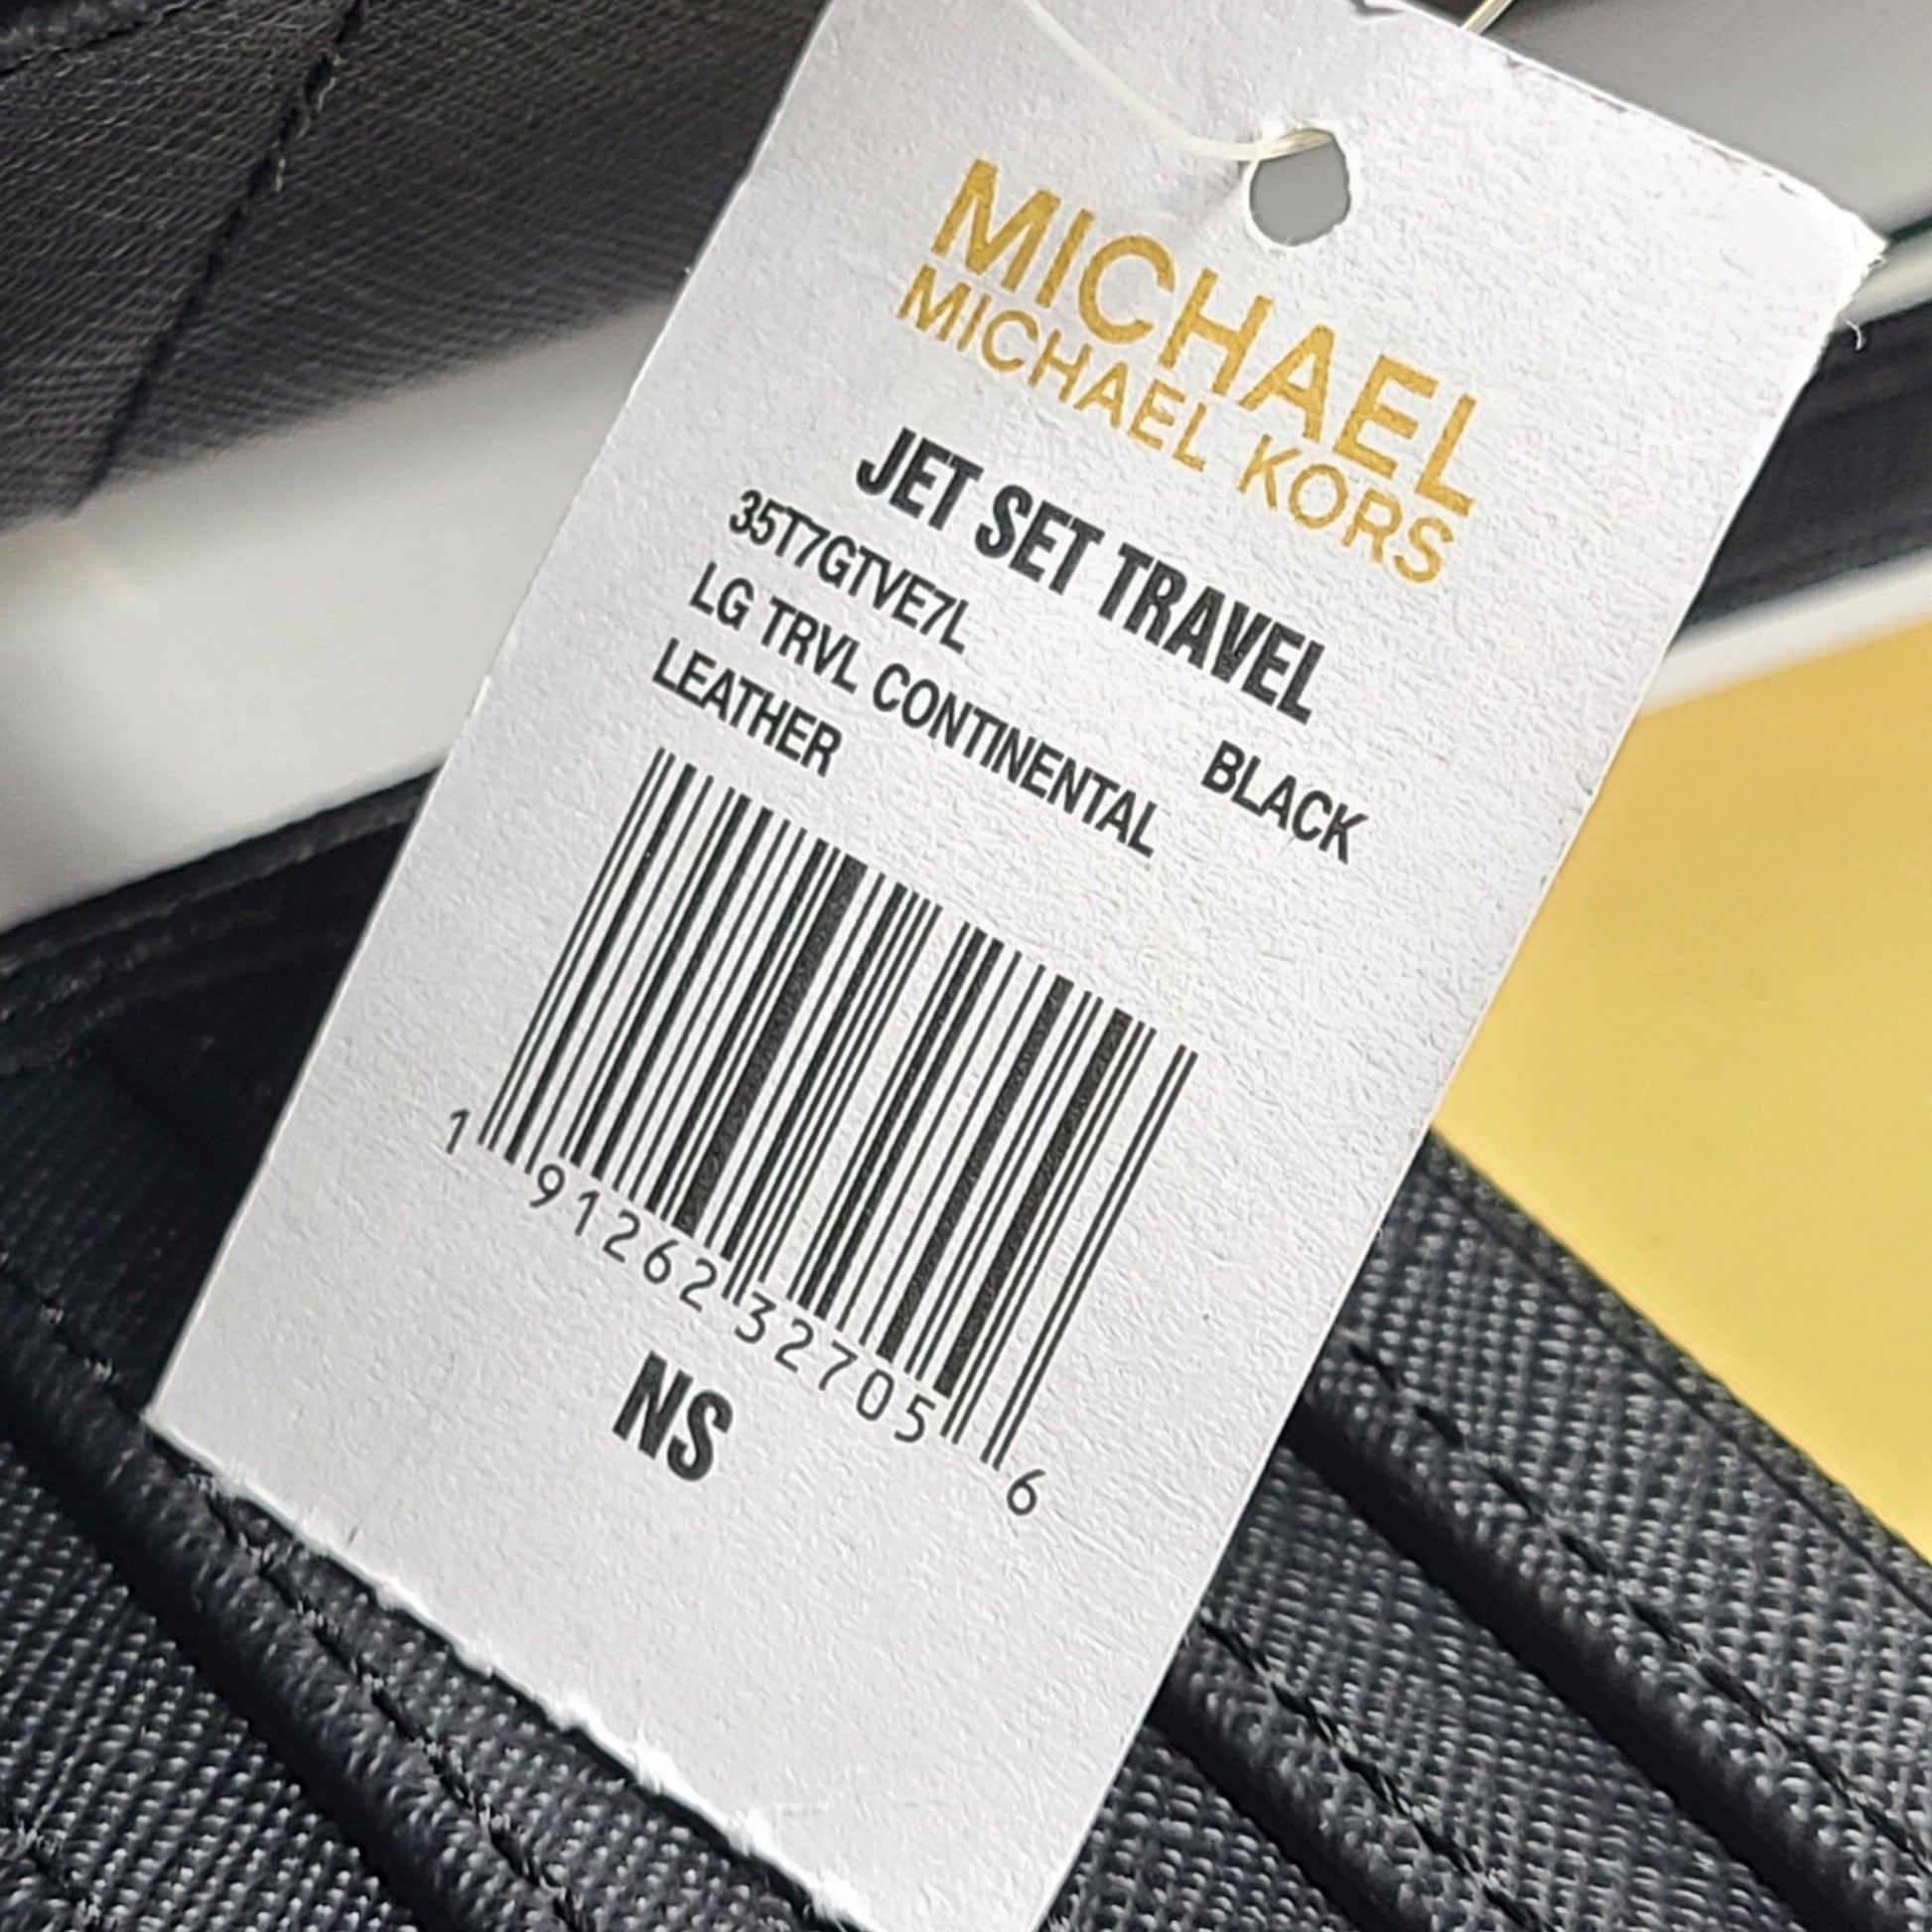 MICHAEL
MICHAEL KORS
JET SET TRAVEL
35T7GTVE7L BLACK
LG TRVL CONTINENTAL
LEATHER
1 91262 32705 6
NS